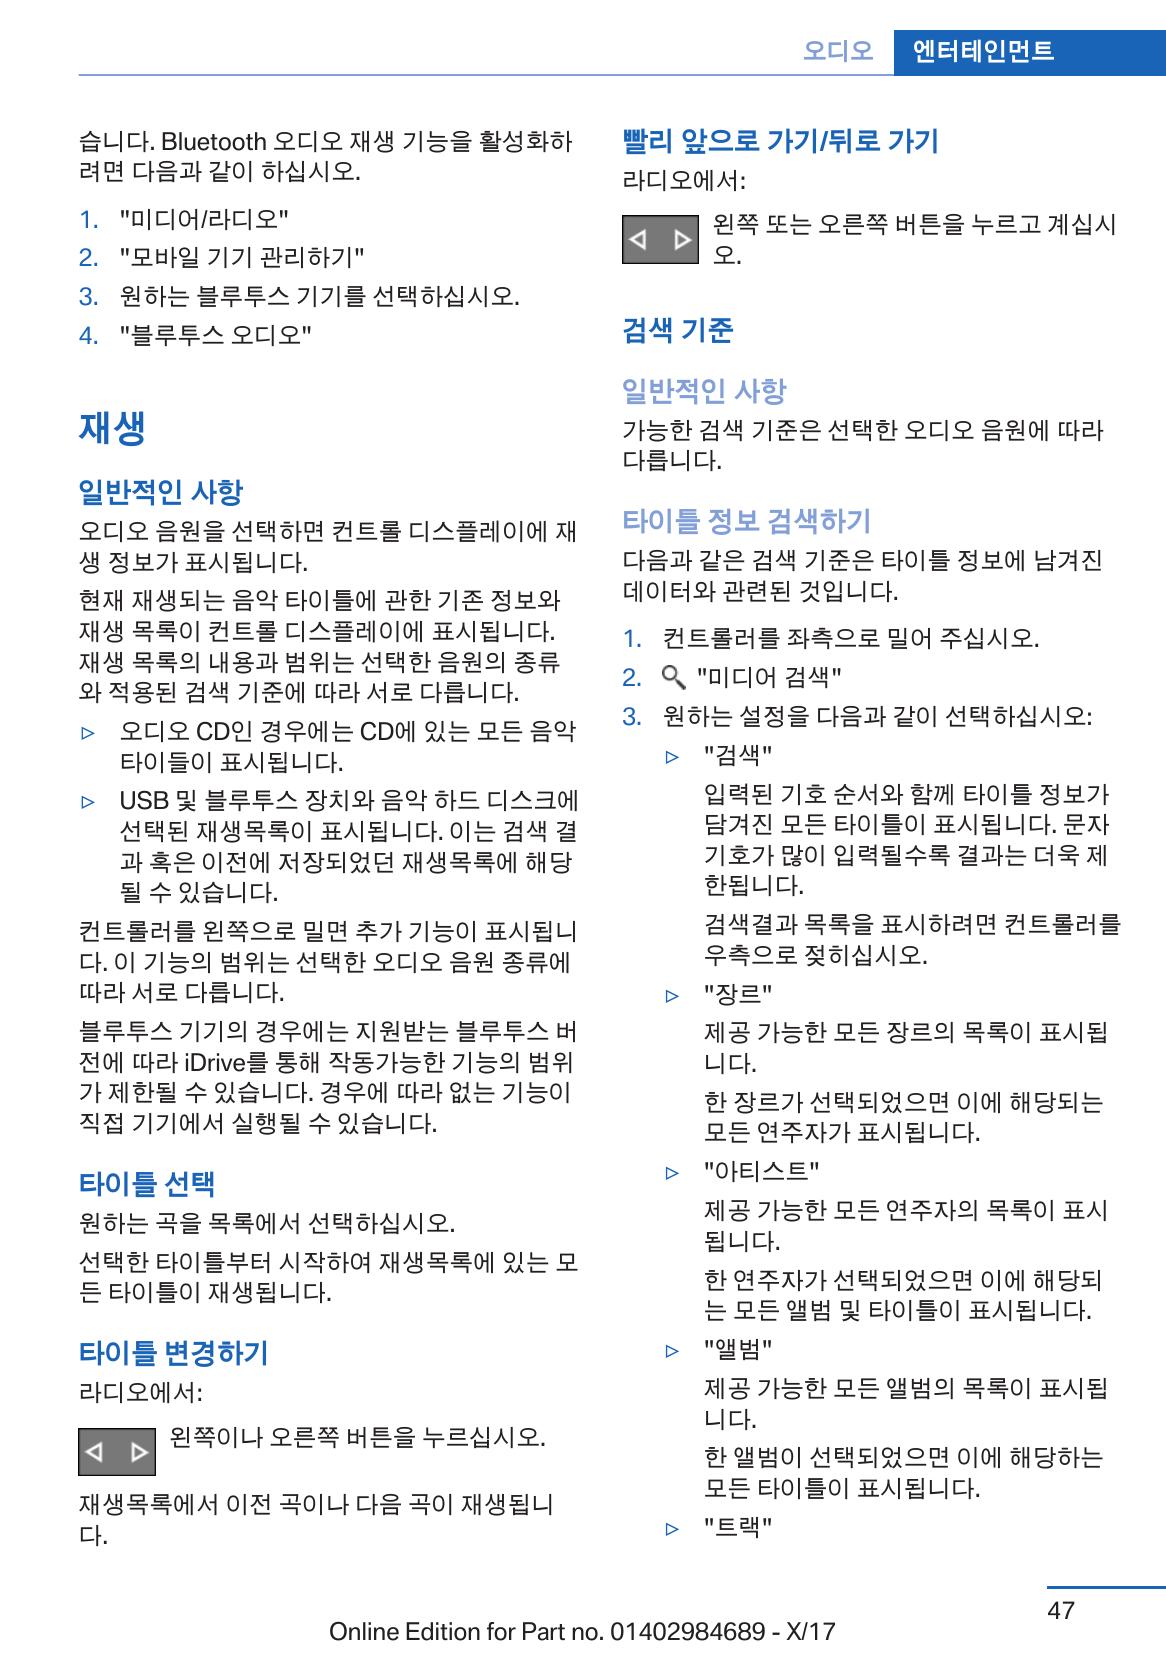 오디오 엔터테인먼트
습니다. Bluetooth 오디오 재생 기능을 활성화하
려면 다음과 같이 하십시오.
1. "미디어/라디오"
2. "모바일 기기 관리하기"
3. 원하는 블루투스 기기를 선택하십시오.
4. "블루투스 오디오"
재생
일반적인 사항
오디오 음원을 선택하면 컨트롤 디스플레이에 재
생 정보가 표시됩니다.
현재 재생되는 음악 타이틀에 관한 기존 정보와
재생 목록이 컨트롤 디스플레이에 표시됩니다.
재생 목록의 내용과 범위는 선택한 음원의 종류
와 적용된 검색 기준에 따라 서로 다릅니다.
▷ 오디오 CD인 경우에는 CD에 있는 모든 음악
타이들이 표시됩니다.
▷ USB 및 블루투스 장치와 음악 하드 디스크에
선택된 재생목록이 표시됩니다. 이는 검색 결
과 혹은 이전에 저장되었던 재생목록에 해당
될 수 있습니다.
컨트롤러를 왼쪽으로 밀면 추가 기능이 표시됩니
다. 이 기능의 범위는 선택한 오디오 음원 종류에
따라 서로 다릅니다.
블루투스 기기의 경우에는 지원받는 블루투스 버
전에 따라 iDrive를 통해 작동가능한 기능의 범위
가 제한될 수 있습니다. 경우에 따라 없는 기능이
직접 기기에서 실행될 수 있습니다.
타이틀 선택
원하는 곡을 목록에서 선택하십시오.
선택한 타이틀부터 시작하여 재생목록에 있는 모
든 타이틀이 재생됩니다.
타이틀 변경하기
라디오에서:
왼쪽이나 오른쪽 버튼을 누르십시오.
재생목록에서 이전 곡이나 다음 곡이 재생됩니
다.
빨리 앞으로 가기/뒤로 가기
라디오에서:
왼쪽 또는 오른쪽 버튼을 누르고 계십시
오.
검색 기준
일반적인 사항
가능한 검색 기준은 선택한 오디오 음원에 따라
다릅니다.
타이틀 정보 검색하기
다음과 같은 검색 기준은 타이틀 정보에 남겨진
데이터와 관련된 것입니다.
1. 컨트롤러를 좌측으로 밀어 주십시오.
2. "미디어 검색"
3. 원하는 설정을 다음과 같이 선택하십시오:
▷ "검색"
입력된 기호 순서와 함께 타이틀 정보가
담겨진 모든 타이틀이 표시됩니다. 문자
기호가 많이 입력될수록 결과는 더욱 제
한됩니다.
검색결과 목록을 표시하려면 컨트롤러를
우측으로 젖히십시오.
▷ "장르"
제공 가능한 모든 장르의 목록이 표시됩
니다.
한 장르가 선택되었으면 이에 해당되는
모든 연주자가 표시됩니다.
▷ "아티스트"
제공 가능한 모든 연주자의 목록이 표시
됩니다.
한 연주자가 선택되었으면 이에 해당되
는 모든 앨범 및 타이틀이 표시됩니다.
▷ "앨범"
제공 가능한 모든 앨범의 목록이 표시됩
니다.
한 앨범이 선택되었으면 이에 해당하는
모든 타이틀이 표시됩니다.
▷ "트랙"
47
Online Edition for Part no. 01402984689 - X/17